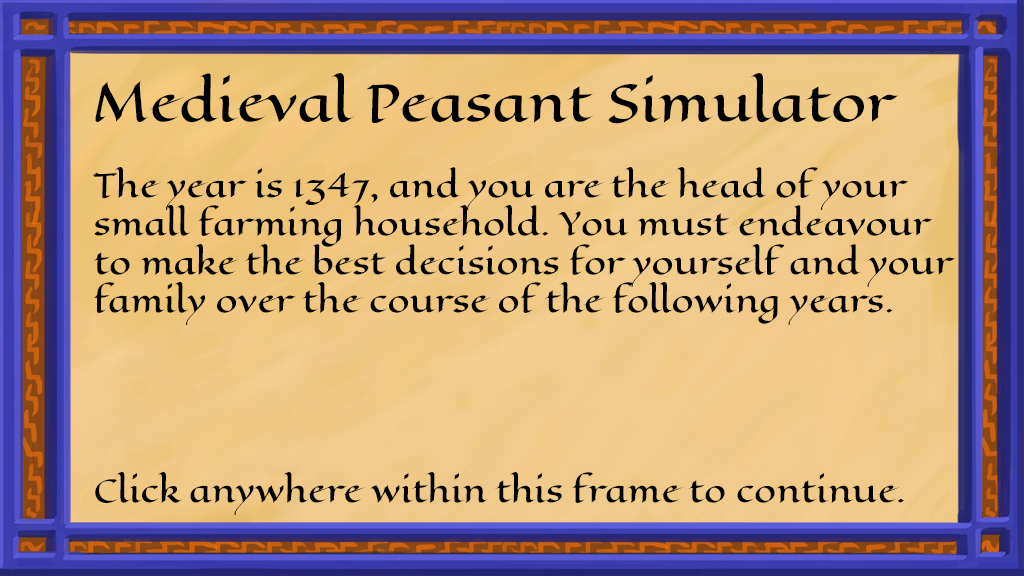 Medieval Peasant Simulator
The year is 1347, and you are the head of your
small farming household. You must endeavour
to make the best decisions for yourself and your
family over the course of the following years.
Click anywhere within this frame to continue.